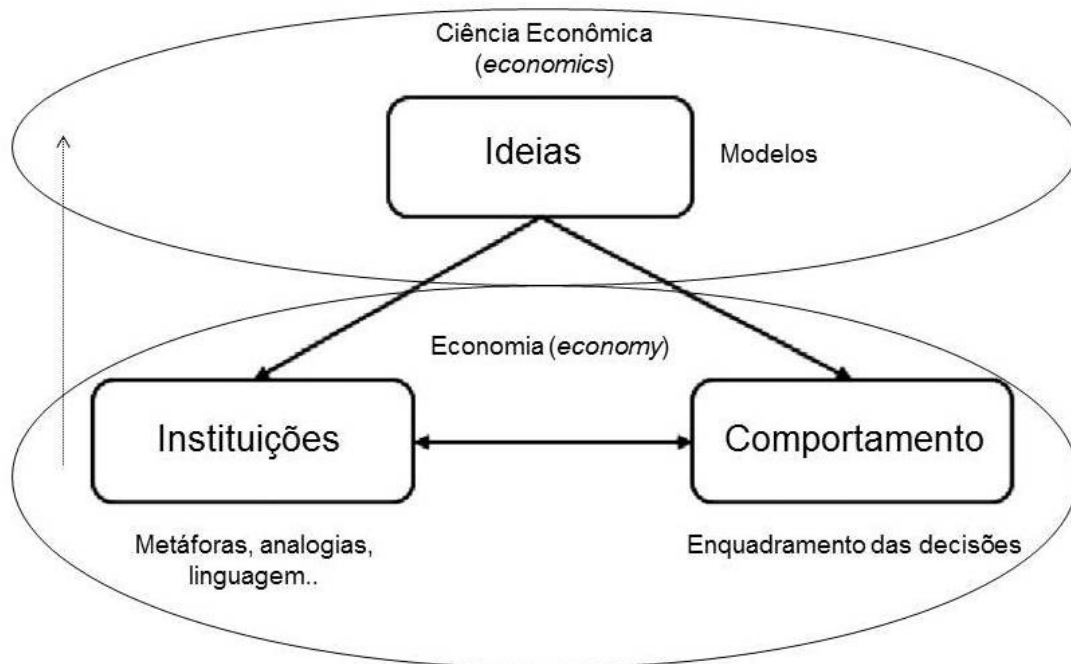 Ciência Econômica
(economics)
Ideias
Modelos
Economia (economy)
Instituições
Comportamento
Metáforas, analogias,
linguagem..
Enquadramento das decisões